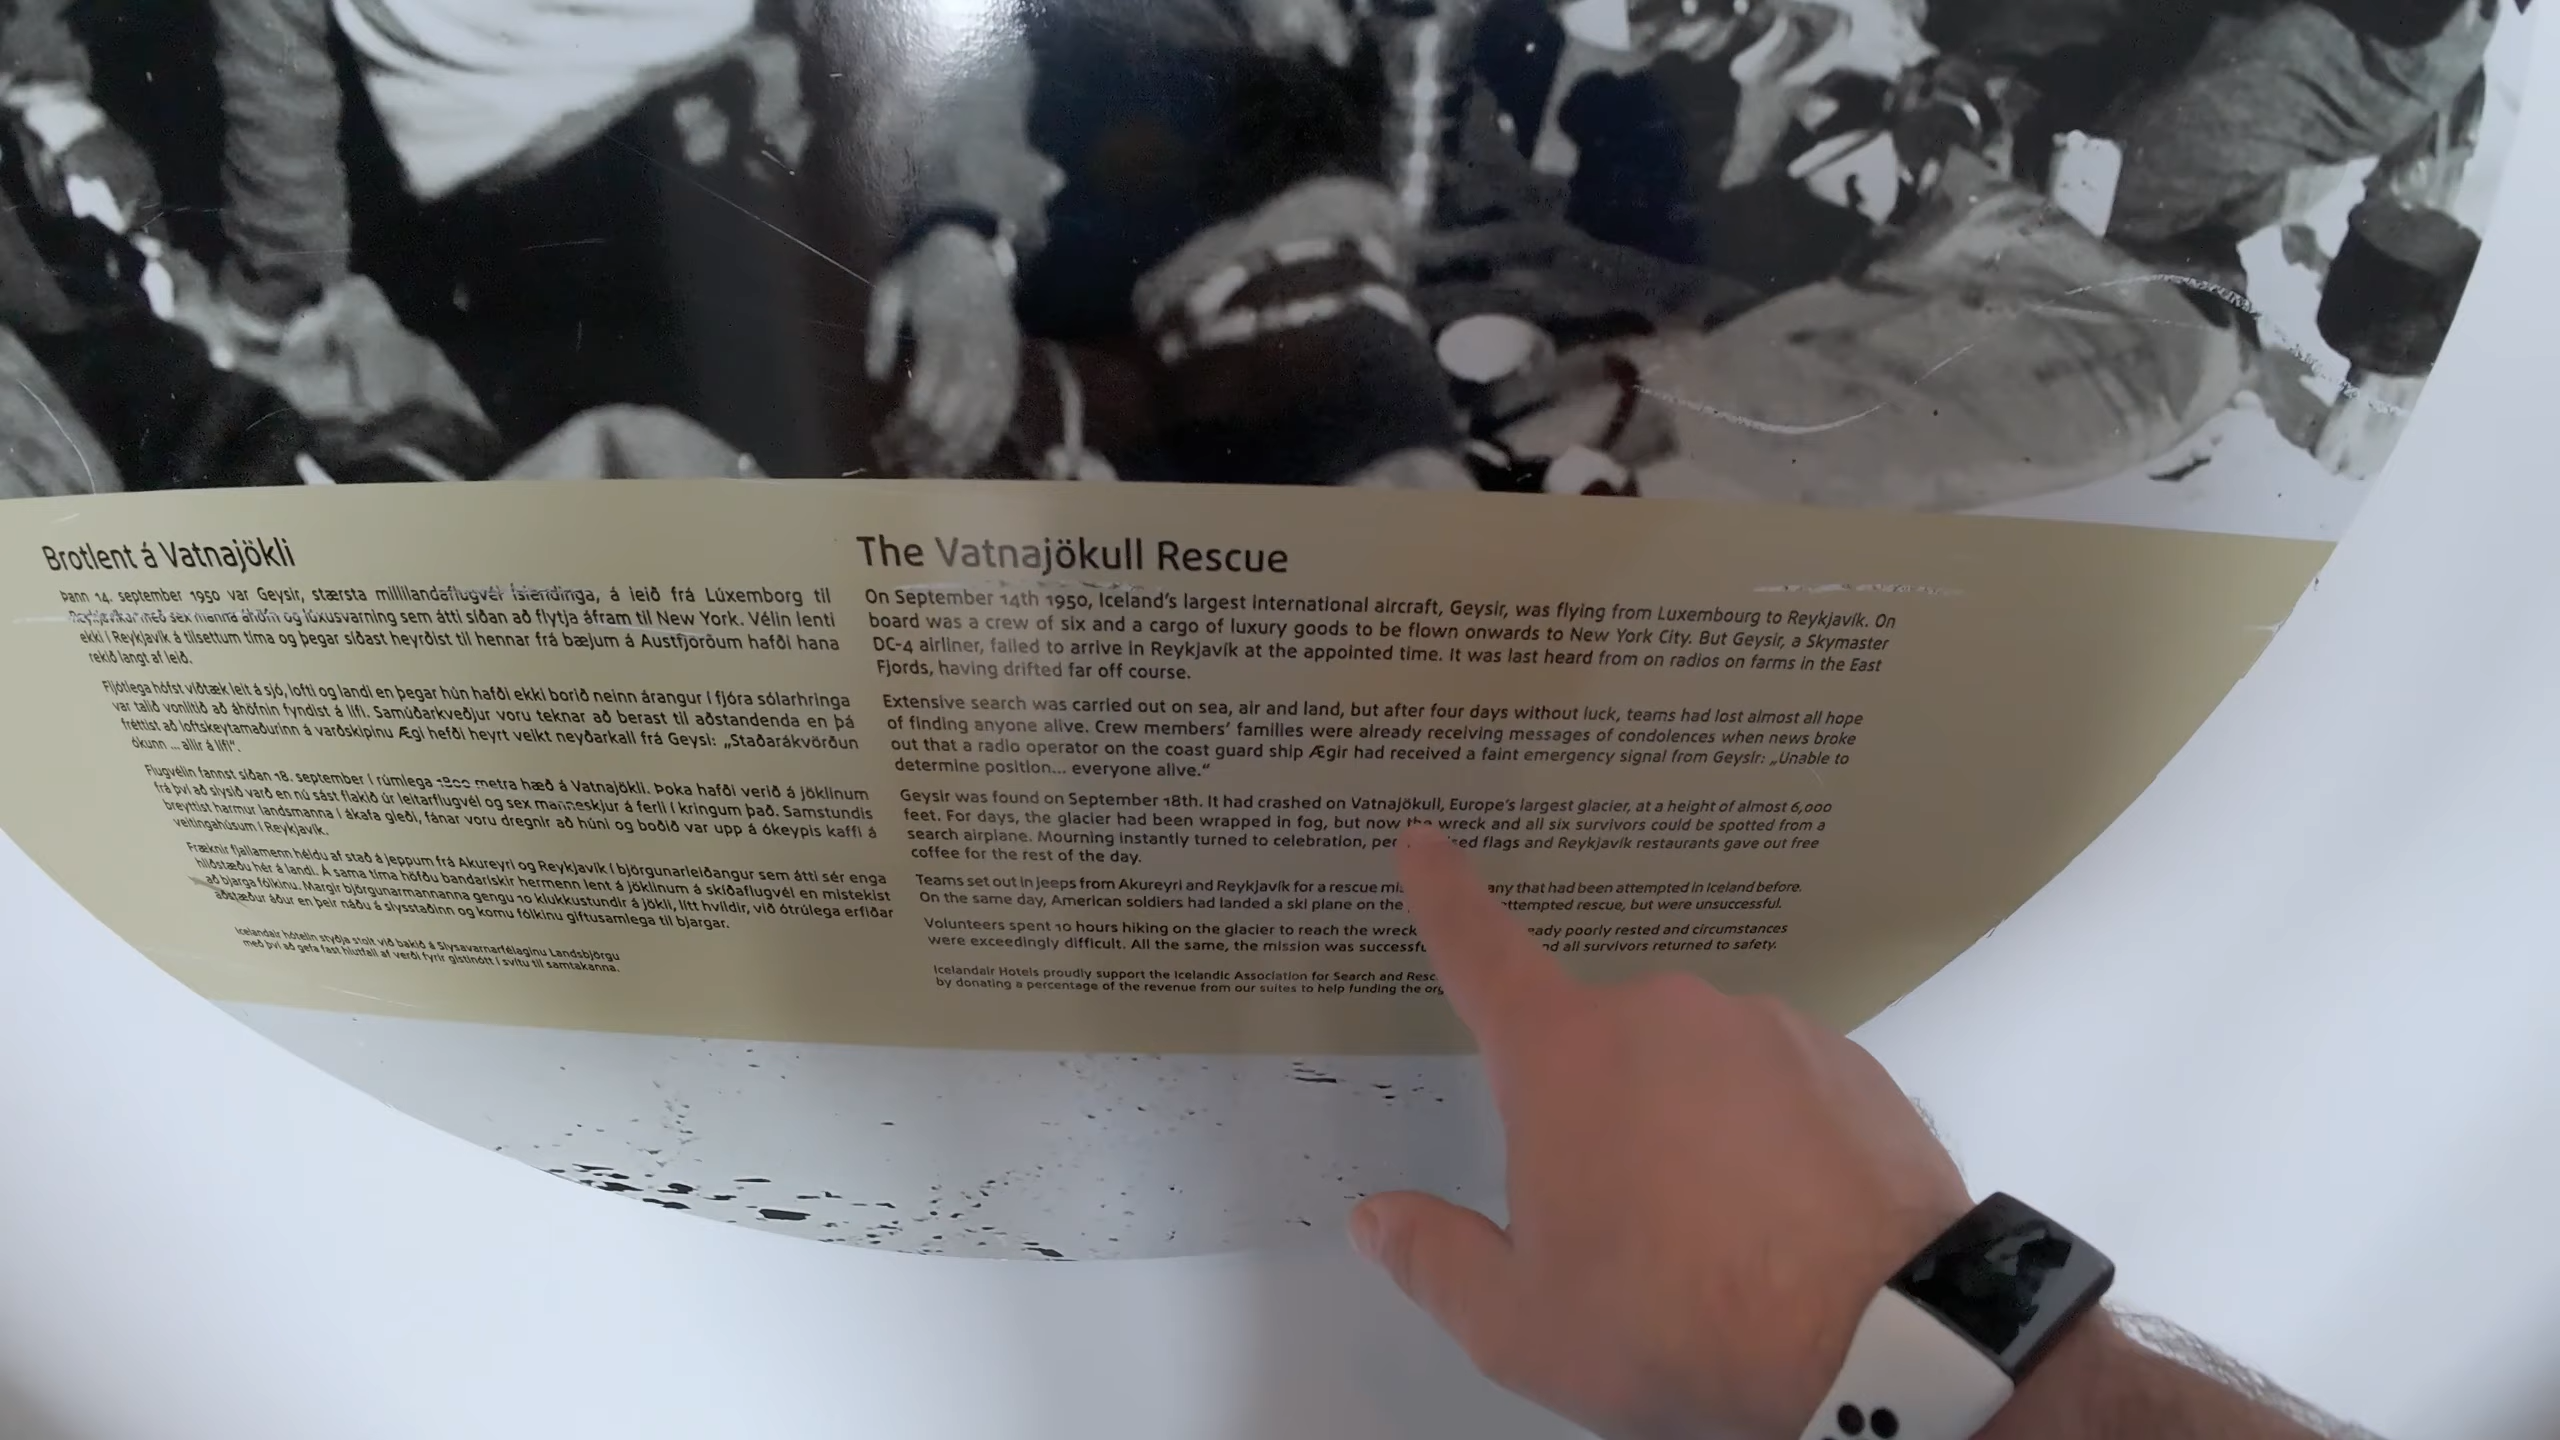 Brotlent á Vatnajökli
Þann 14. september 1950 var Geysir, stærsta millilandaflugvél Íslendinga, á leið frá Lúxemborg til
Reykjavíkur með sex manna áhöfn og lúxusvarning sem átti síðan að flytja áfram til New York. Vélin lenti
ekki í Reykjavík á tilsettum tíma og þegar síðast heyrðist til hennar frá bæjum á Austfjörðum hafði hana
rekið langt af leið.
Fljótlega hófst víðtæk leit á sjó, lofti og landi en þegar hún hafði ekki borið neinn árangur í fjóra sólarhringa
var talið vonlítið að áhöfnin fyndist á lífi. Samúðarkveðjur voru teknar að berast til aðstandenda en þá
fréttist að loftskeytamaðurinn á varðskipinu Ægi hefði heyrt veikt neyðarkall frá Geysi: „Staðarákvörðun
ókunn ... allir á lífi“.
Flugvélin fannst síðan 18. september í rúmlega 1800 metra hæð á Vatnajökli. Þoka hafði verið á jöklinum
frá því að slysið varð en nú sást flakið úr leitarflugvél og sex manneskjur á ferli í kringum það. Samstundis
breyttist harmur landsmanna í ákafa gleði, fánar voru dregnir að húni og boðið var upp á ókeypis kaffi á
veitingahúsum í Reykjavík.
Fræknir fjallamenn héldu af stað á jeppum frá Akureyri og Reykjavík í björgunarleiðangur sem átti sér enga
hliðstæðu hér á landi. Á sama tíma höfðu bandarískir hermenn lent á jöklinum á skíðaflugvél en mistekist
að bjarga fólkinu. Margir björgunarmannanna gengu 10 klukkustundir á jökli, lítt hvíldir, við ótrúlega erfiðar
aðstæður áður en þeir náðu á slysstaðinn og komu fólkinu giftusamlega til bjargar.
Icelandair hótelin styðja stolt við bakið á Slysavarnarfélaginu Landsbjörgu
með því að gefa fast hlutfall af verði fyrir gistinótt í svítu til samtakanna.
The Vatnajökull Rescue
On September 14th 1950, Iceland's largest international aircraft, Geysir, was flying from Luxembourg to Reykjavík. On
board was a crew of six and a cargo of luxury goods to be flown onwards to New York City. But Geysir, a Skymaster
DC-4 airliner, failed to arrive in Reykjavík at the appointed time. It was last heard from on radios on farms in the East
Fjords, having drifted far off course.
Extensive search was carried out on sea, air and land, but after four days without luck, teams had lost almost all hope
of finding anyone alive. Crew members' families were already receiving messages of condolences when news broke
out that a radio operator on the coast guard ship Ægir had received a faint emergency signal from Geysir: „Unable to
determine position... everyone alive.“
Geysir was found on September 18th. It had crashed on Vatnajökull, Europe's largest glacier, at a height of almost 6,000
feet. For days, the glacier had been wrapped in fog, but now the wreck and all six survivors could be spotted from a
search airplane. Mourning instantly turned to celebration, flags and Reykjavík restaurants gave out free
coffee for the rest of the day.
Teams set out in jeeps from Akureyri and Reykjavík for a rescue any that had been attempted in Iceland before.
On the same day, American soldiers had landed a ski plane on the attempted rescue, but were unsuccessful.
Volunteers spent 10 hours hiking on the glacier to reach the wreck poorly rested and circumstances
were exceedingly difficult. All the same, the mission was and all survivors returned to safety.
Icelandair Hotels proudly support the Icelandic Association for Search and
by donating a percentage of the revenue from our suites to help funding the